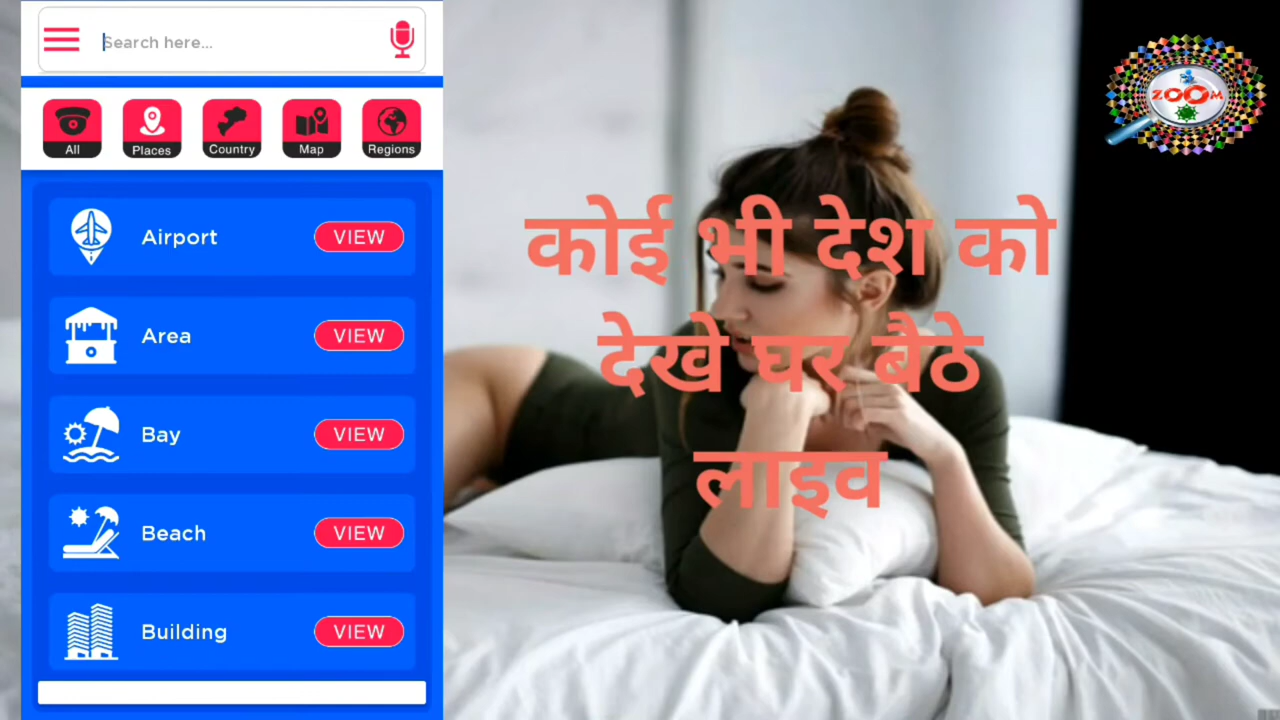 Search here...
All
Places
Country
Map
Regions
Airport VIEW
Area VIEW
Bay VIEW
Beach VIEW
Building VIEW
कोई भी देश को
देखे घर बैठे
लाइव
ZOOM